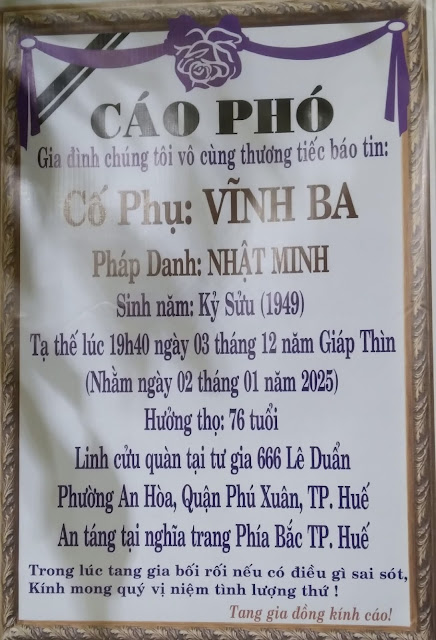 CÁO PHÓ
Gia đình chúng tôi vô cùng thương tiếc báo tin:
Cố Phụ: VĨNH BA
Pháp Danh: NHẬT MINH
Sinh năm: Kỷ Sửu (1949)
Tạ thế lúc 19h40 ngày 03 tháng 12 năm Giáp Thìn
(Nhằm ngày 02 tháng 01 năm 2025)
Hưởng thọ: 76 tuổi
Linh cửu quàn tại tư gia 666 Lê Duẩn
Phường An Hòa, Quận Phú Xuân, TP. Huế
An táng tại nghĩa trang Phía Bắc TP. Huế
Trong lúc tang gia bối rối nếu có điều gì sai sót,
Kính mong quý vị niệm tình lượng thứ !
Tang gia đồng kính cáo!